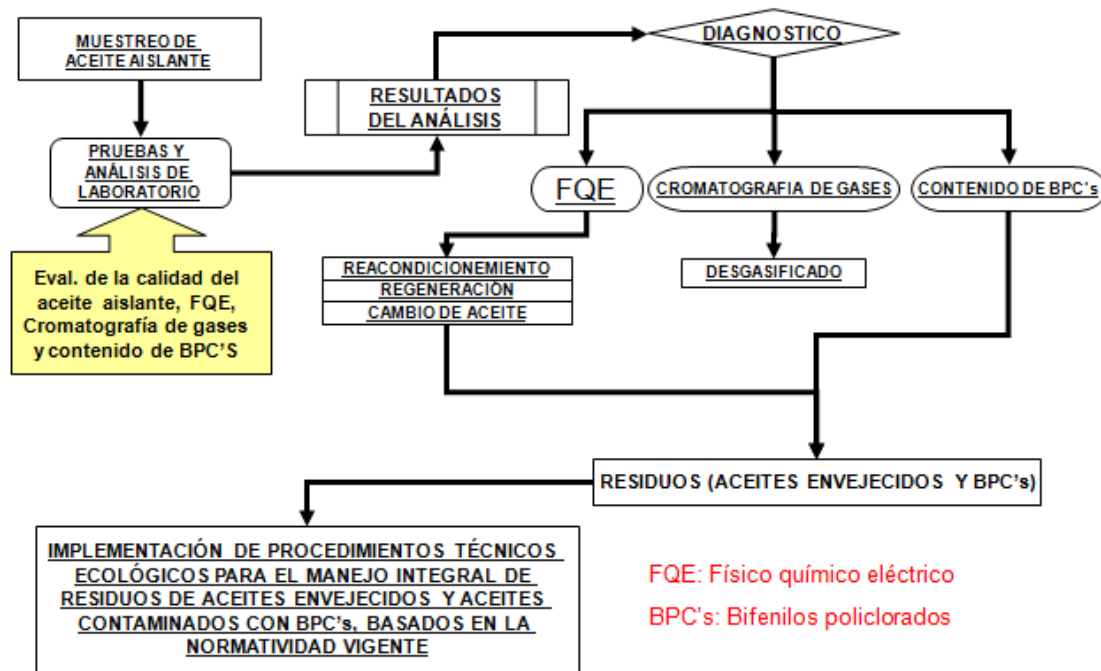 MUESTREO DE
ACEITE AISLANTE
DIAGNOSTICO
RESULTADOS
DEL ANÁLISIS
PRUEBAS Y
ANÁLISIS DE
LABORATORIO
FQE
CROMATOGRAFIA DE GASES
CONTENIDO DE BPC's
Eval. de la calidad del
aceite aislante, FQE,
Cromatografía de gases
y contenido de BPC'S
REACONDICIONEMIENTO
REGENERACIÓN
CAMBIO DE ACEITE
DESGASIFICADO
RESIDUOS (ACEITES ENVEJECIDOS Y BPC's)
IMPLEMENTACIÓN DE PROCEDIMIENTOS TÉCNICOS
ECOLÓGICOS PARA EL MANEJO INTEGRAL DE
RESIDUOS DE ACEITES ENVEJECIDOS Y ACEITES
CONTAMINADOS CON BPC's, BASADOS EN LA
NORMATIVIDAD VIGENTE
FQE: Físico químico eléctrico
BPC's: Bifenilos policlorados